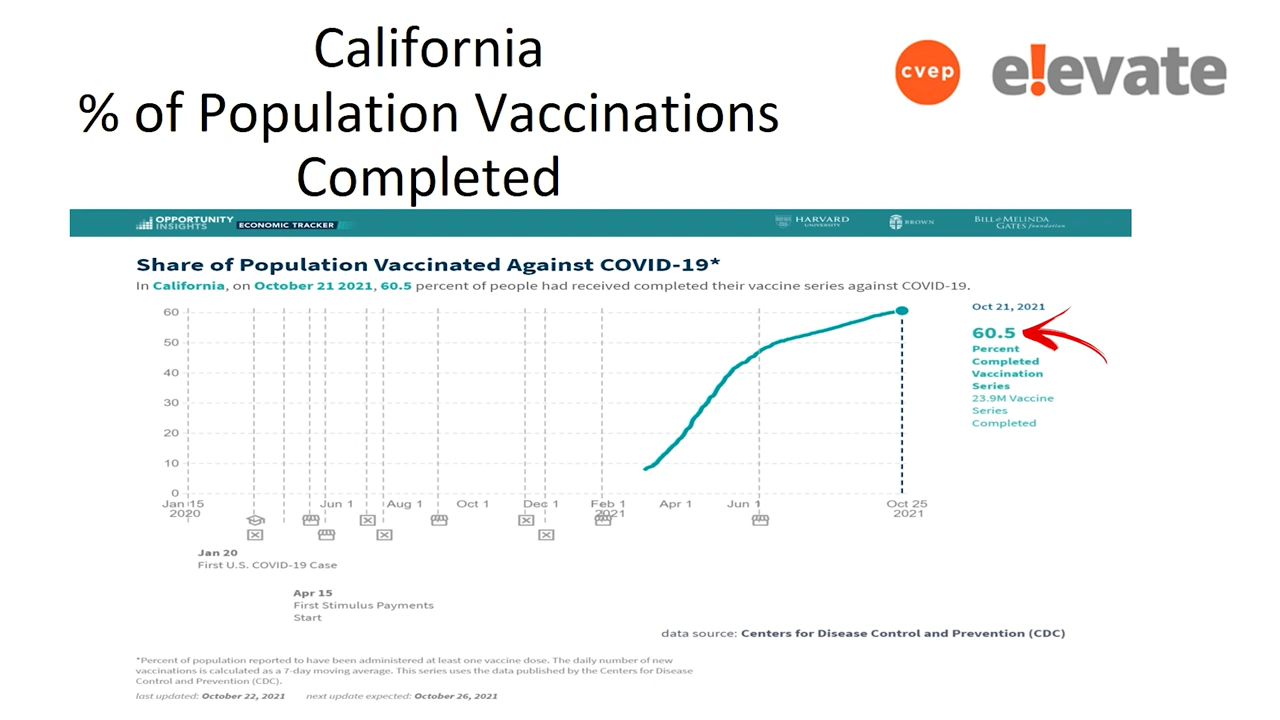 California
% of Population Vaccinations
Completed
cvep
e!evate
OPPORTUNITY
INSIGHTS
ECONOMIC TRACKER
HARVARD
UNIVERSITY
BROWN
BILL & MELINDA
GATES foundation
Share of Population Vaccinated Against COVID-19*
In California, on October 21 2021, 60.5 percent of people had received completed their vaccine series against COVID-19.
Oct 21, 2021
60.5
Percent
Completed
Vaccination
Series
23.9M Vaccine
Series
Completed
60
50
40
30
20
10
0
Jan 15
2020
Jun 1
Aug 1
Oct 1
Dec 1
Feb 1
2021
Apr 1
Jun 1
Oct 25
2021
Jan 20
First U.S. COVID-19 Case
Apr 15
First Stimulus Payments
Start
data source: Centers for Disease Control and Prevention (CDC)
*Percent of population reported to have been administered at least one vaccine dose. The daily number of new
vaccinations is calculated as a 7-day moving average. This series uses the data published by the Centers for Disease
Control and Prevention (CDC).
last updated: October 22, 2021 next update expected: October 26, 2021